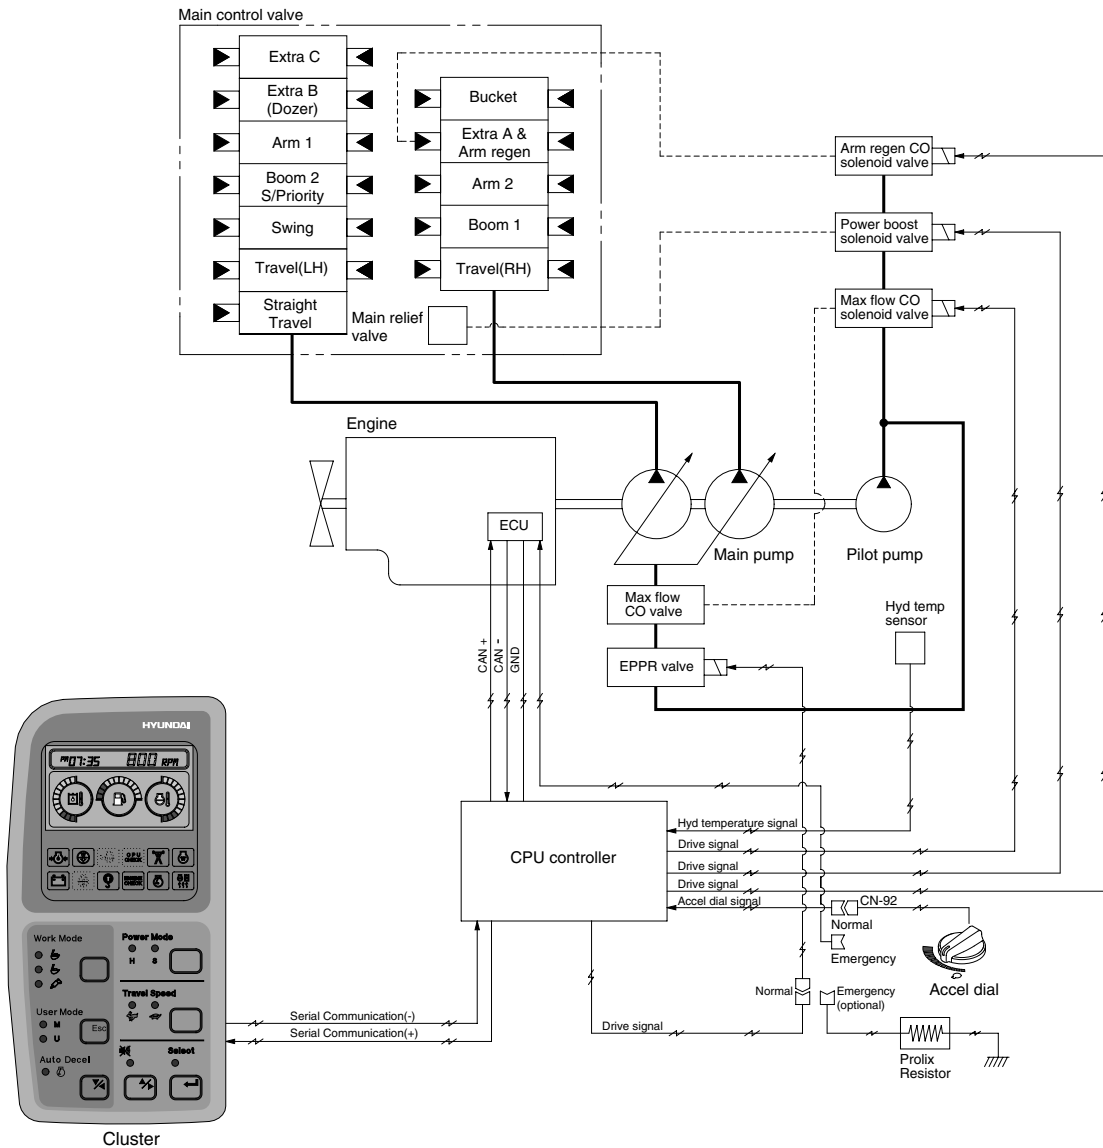 Main control valve
Extra C
Extra B
(Dozer)
Arm 1
Boom 2
S/Priority
Swing
Travel(LH)
Straight
Travel
Bucket
Extra A &
Arm regen
Arm 2
Boom 1
Travel(RH)
Main relief
valve
Arm regen CO
solenoid valve
Power boost
solenoid valve
Max flow CO
solenoid valve
Engine
ECU
Main pump
Pilot pump
Max flow
CO valve
EPPR valve
Hyd temp
sensor
CAN +
CAN -
GND
CPU controller
Hyd temperature signal
Drive signal
Drive signal
Drive signal
Accel dial signal
CN-92
Normal
Emergency
Accel dial
Normal
Emergency
(optional)
Drive signal
Prolix
Resistor
Serial Communication(-)
Serial Communication(+)
HYUNDAI
PM 07:35 800 RPM
CPU
CHECK
ENGINE
CHECK
Work Mode
Power Mode
H S
Travel Speed
User Mode
M
U
Esc
Auto Decel
Select
Cluster